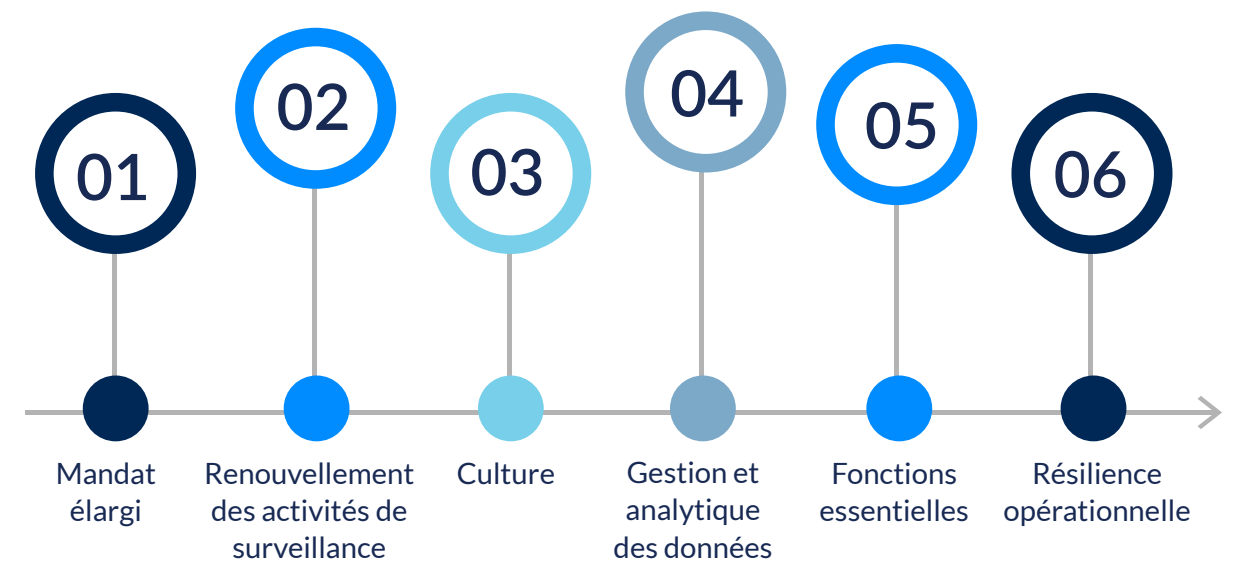 01
02
03
04
05
06
Mandat
élargi
Renouvellement
des activités de
surveillance
Culture
Gestion et
analytique
des données
Fonctions
essentielles
Résilience
opérationnelle